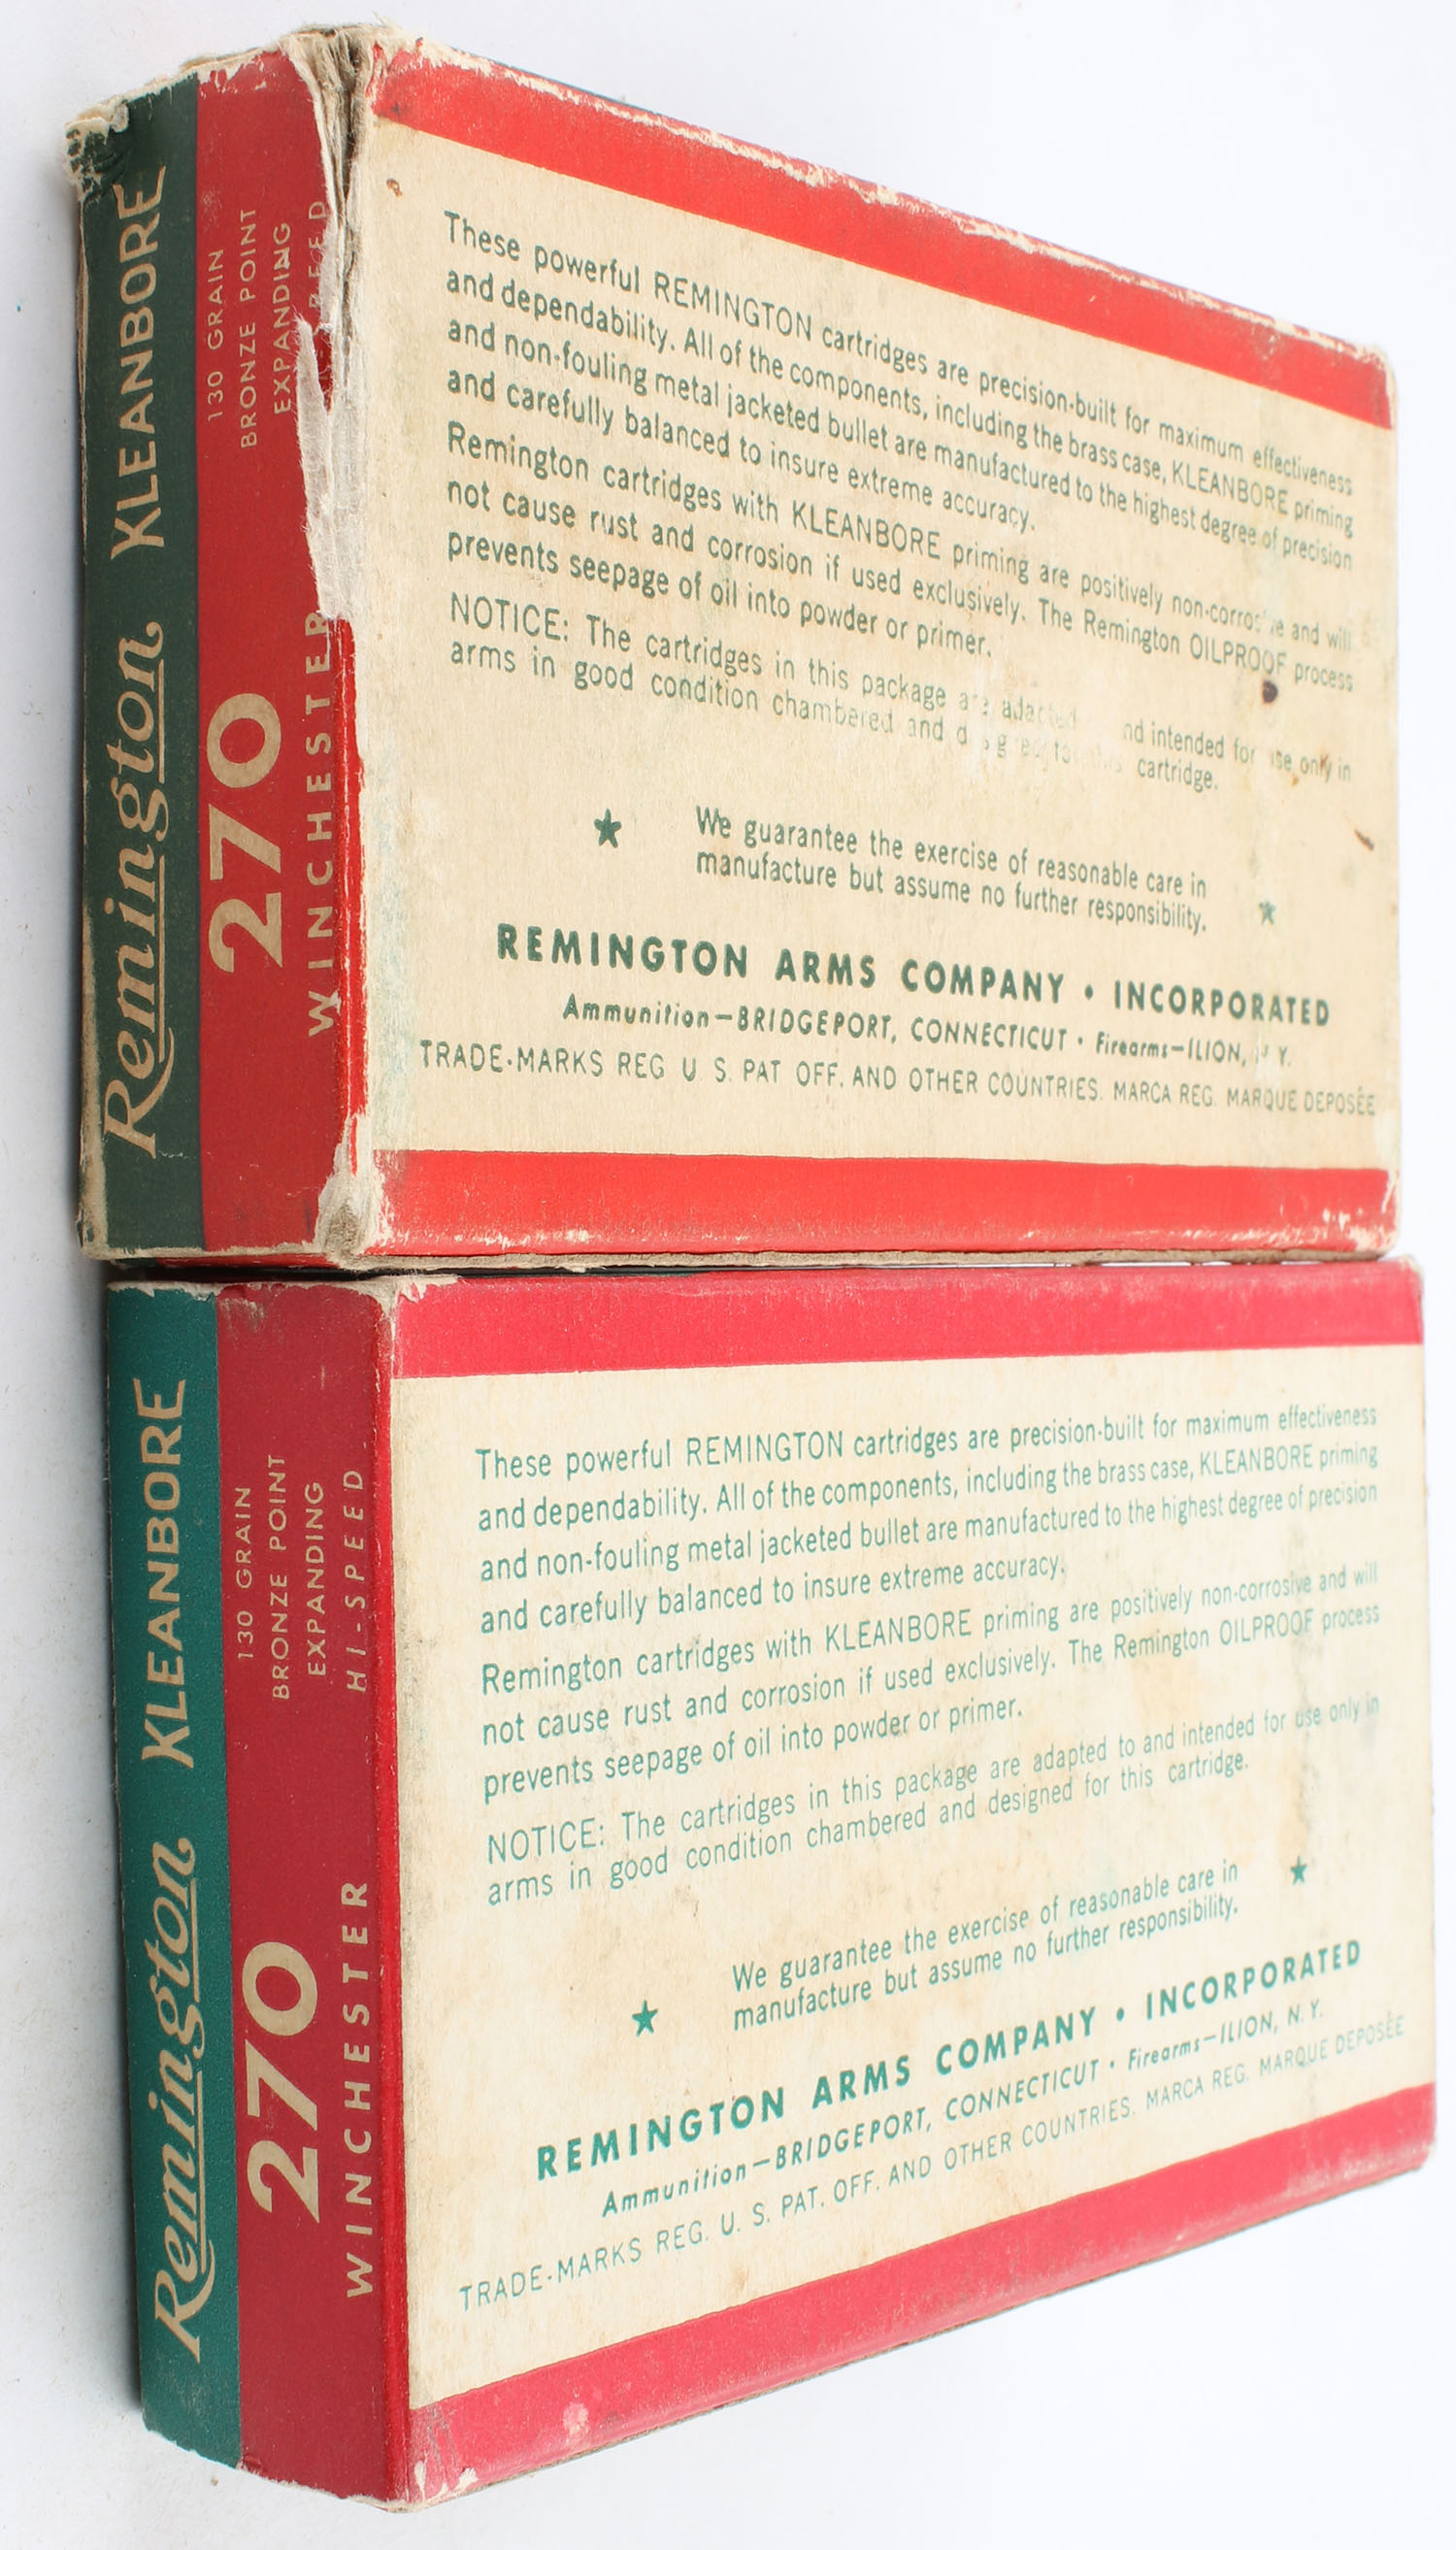 Remington KLEANBORE
270
WINCHESTER
130 GRAIN
BRONZE POINT
EXPANDING
These powerful REMINGTON cartridges are precision-built for maximum effectiveness
and dependability. All of the components, including the brass case, KLEANBORE priming
and non-fouling metal jacketed bullet are manufactured to the highest degree of precision
and carefully balanced to insure extreme accuracy.
Remington cartridges with KLEANBORE priming are positively non-corrosive and will
not cause rust and corrosion if used exclusively. The Remington OILPROOF process
prevents seepage of oil into powder or primer.
NOTICE: The cartridges in this package are adapted and intended for use only in
arms in good condition chambered and cartridge.
We guarantee the exercise of reasonable care in
manufacture but assume no further responsibility.
REMINGTON ARMS COMPANY • INCORPORATED
Ammunition—BRIDGEPORT, CONNECTICUT • Firearms—ILION, Y.
TRADE-MARKS REG U. S. PAT OFF. AND OTHER COUNTRIES. MARCA REG. MARQUE DEPOSÉE
Remington KLEANBORE
270
WINCHESTER
130 GRAIN
BRONZE POINT
EXPANDING
HI-SPEED
These powerful REMINGTON cartridges are precision-built for maximum effectiveness
and dependability. All of the components, including the brass case, KLEANBORE priming
and non-fouling metal jacketed bullet are manufactured to the highest degree of precision
and carefully balanced to insure extreme accuracy.
Remington cartridges with KLEANBORE priming are positively non-corrosive and will
not cause rust and corrosion if used exclusively. The Remington OILPROOF process
prevents seepage of oil into powder or primer.
NOTICE: The cartridges in this package are adapted to and intended for use only in
arms in good condition chambered and designed for this cartridge.
We guarantee the exercise of reasonable care in
manufacture but assume no further responsibility.
REMINGTON ARMS COMPANY • INCORPORATED
Ammunition—BRIDGEPORT, CONNECTICUT • Firearms—ILION, N. Y.
TRADE-MARKS REG. U. S. PAT. OFF. AND OTHER COUNTRIES. MARCA REG. MARQUE DEPOSÉE